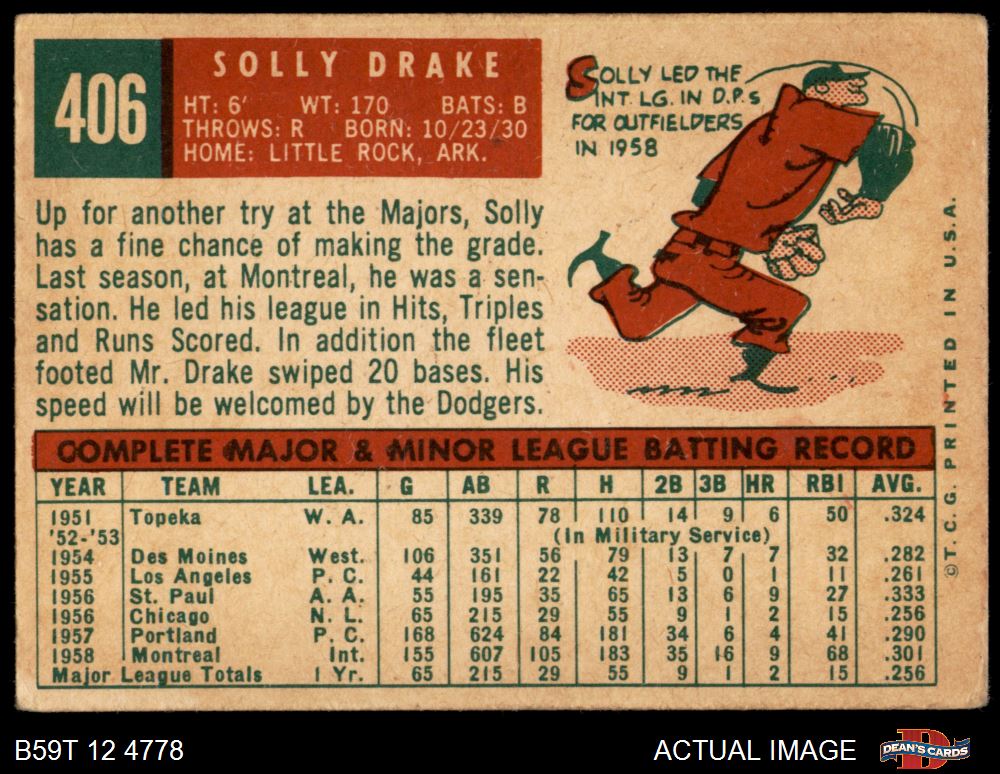 406
SOLLY DRAKE
HT: 6' WT: 170 BATS: B
THROWS: R BORN: 10/23/30
HOME: LITTLE ROCK, ARK.
SOLLY LED THE
INT. LG. IN D.P.s
FOR OUTFIELDERS
IN 1958
Up for another try at the Majors, Solly
has a fine chance of making the grade.
Last season, at Montreal, he was a sen-
sation. He led his league in Hits, Triples
and Runs Scored. In addition the fleet
footed Mr. Drake swiped 20 bases. His
speed will be welcomed by the Dodgers.
COMPLETE MAJOR & MINOR LEAGUE BATTING RECORD
YEAR TEAM LEA. G AB R H 2B 3B HR RBI AVG.
1951 Topeka W. A. 85 339 78 110 14 9 6 50 .324
'52-'53 (In Military Service)
1954 Des Moines West. 106 351 56 79 13 7 7 32 .282
1955 Los Angeles P. C. 44 161 22 42 5 0 1 11 .261
1956 St. Paul A. A. 55 195 35 65 13 6 9 27 .333
1956 Chicago N. L. 65 215 29 55 9 1 2 15 .256
1957 Portland P. C. 168 624 84 181 34 6 4 41 .290
1958 Montreal Int. 155 607 105 183 35 16 9 68 .301
Major League Totals 1 Yr. 65 215 29 55 9 1 2 15 .256
©T.C.G. PRINTED IN U.S.A.
B59T 12 4778
ACTUAL IMAGE
DEAN'S CARDS